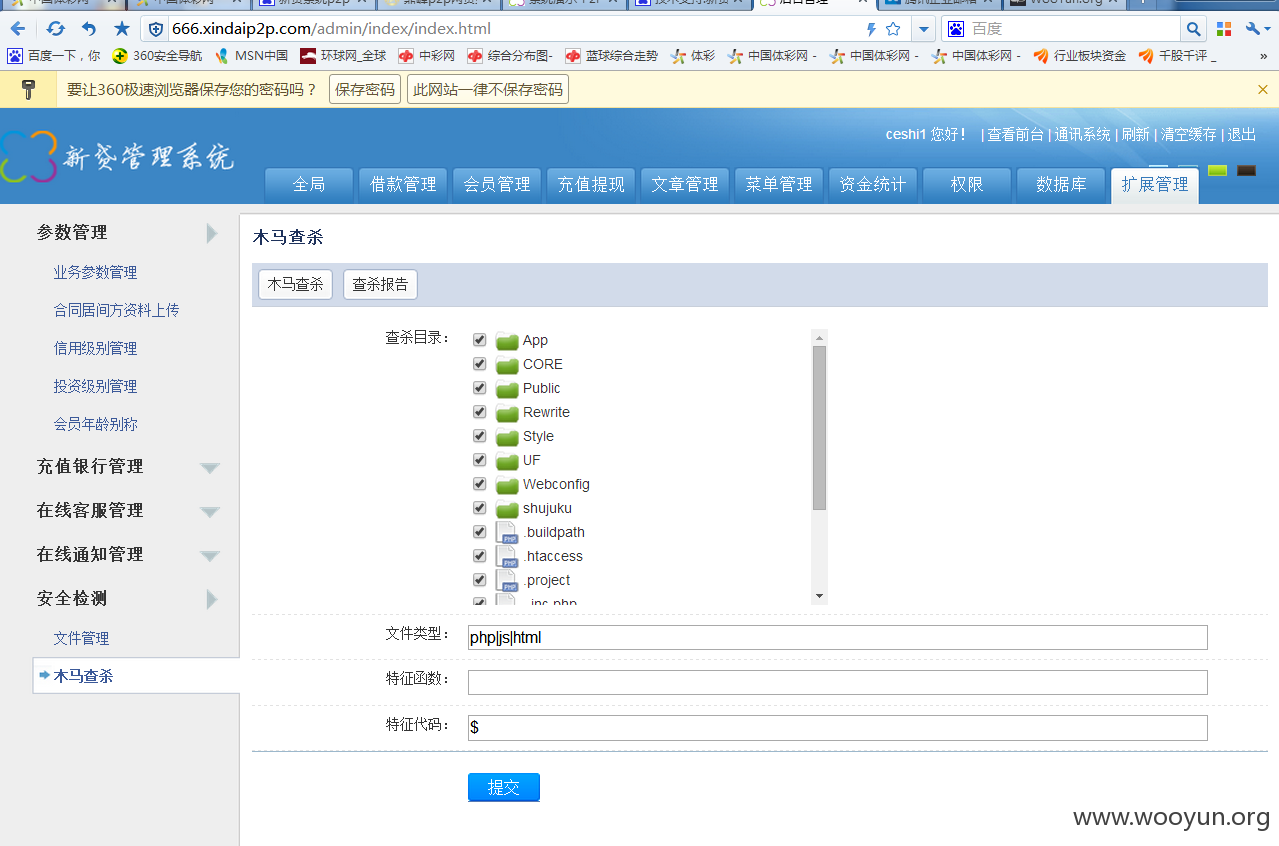 新贷系统p2p
666.xindaip2p.com/admin/index/index.html
百度
百度一下，你
360安全导航
MSN中国
环球网_全球
中彩网
综合分布图-
蓝球综合走势
体彩
中国体彩网 -
中国体彩网 -
中国体彩网 -
行业板块资金
千股千评 _
»
要让360极速浏览器保存您的密码吗？
保存密码
此网站一律不保存密码
新贷管理系统
ceshi1 您好！ | 查看前台 | 通讯系统 | 刷新 | 清空缓存 | 退出
全局
借款管理
会员管理
充值提现
文章管理
菜单管理
资金统计
权限
数据库
扩展管理
参数管理
业务参数管理
合同居间方资料上传
信用级别管理
投资级别管理
会员年龄别称
充值银行管理
在线客服管理
在线通知管理
安全检测
文件管理
木马查杀
木马查杀
木马查杀
查杀报告
查杀目录：
App
CORE
Public
Rewrite
Style
UF
Webconfig
shujuku
.buildpath
.htaccess
.project
文件类型：
php|js|html
特征函数：
特征代码：
$
提交
www.wooyun.org